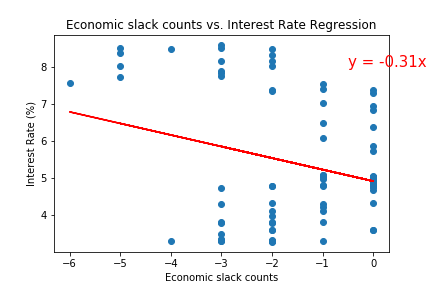 Economic slack counts vs. Interest Rate Regression
y = -0.31x
Interest Rate (%)
8
7
6
5
4
−6 −5 −4 −3 −2 −1 0
Economic slack counts